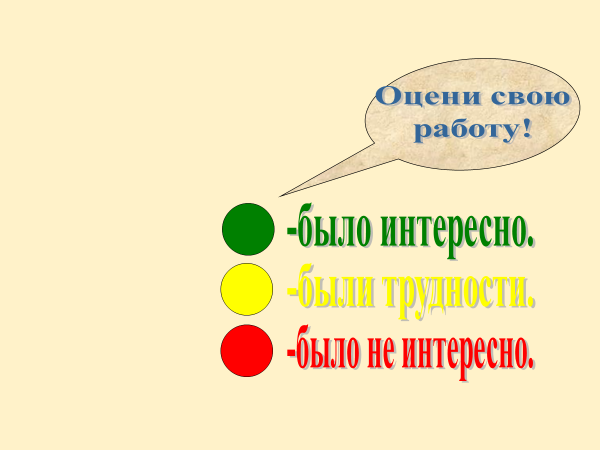 Оцени свою
работу!
-было интересно.
-были трудности.
-было не интересно.